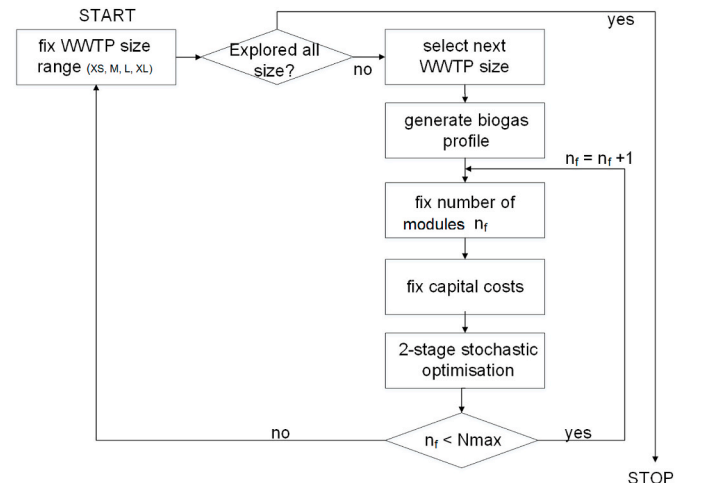 START
fix WWTP size
range (XS, M, L, XL)
Explored all
size?
yes
no
select next
WWTP size
generate biogas
profile
nf = nf +1
fix number of
modules nf
fix capital costs
2-stage stochastic
optimisation
nf < Nmax
no
yes
STOP